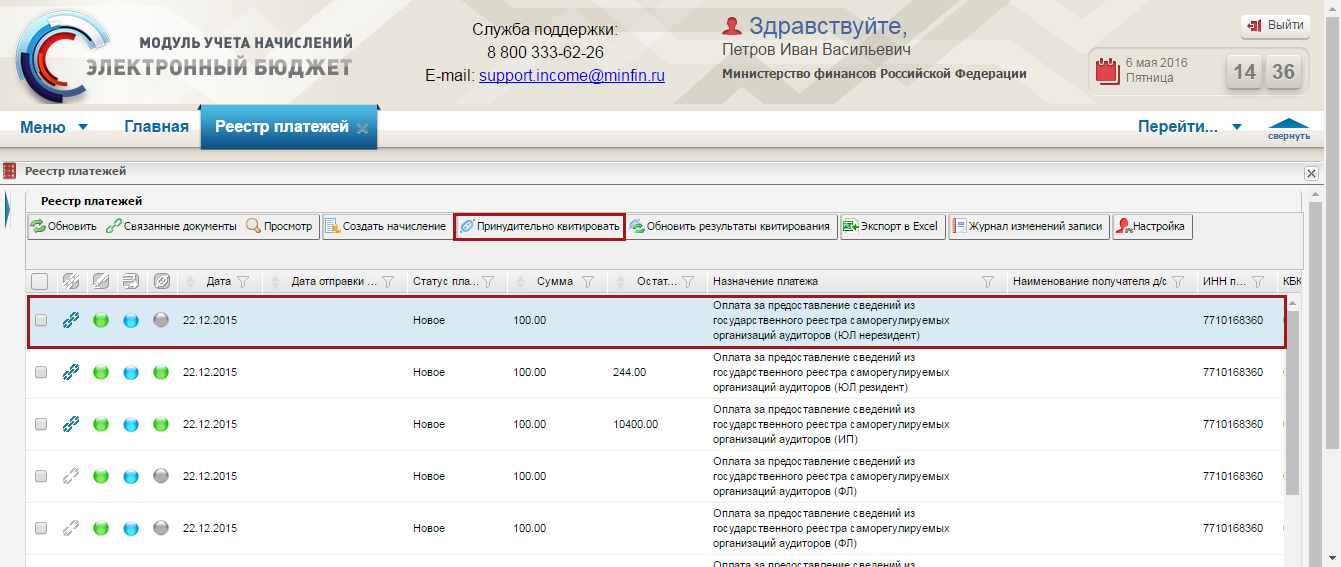 МОДУЛЬ УЧЕТА НАЧИСЛЕНИЙ
ЭЛЕКТРОННЫЙ БЮДЖЕТ
Служба поддержки:
8 800 333-62-26
E-mail: support.income@minfin.ru
Здравствуйте,
Петров Иван Васильевич
Министерство финансов Российской Федерации
Выйти
6 мая 2016
Пятница
14 36
Меню Главная Реестр платежей Перейти...
свернуть
Реестр платежей
Реестр платежей
Обновить Связанные документы Просмотр Создать начисление Принудительно квитировать Обновить результаты квитирования Экспорт в Excel Журнал изменений записи Настройка
Дата Дата отправки ... Статус пла... Сумма Остат... Назначение платежа Наименование получателя д/с ИНН п... КБК
Оплата за предоставление сведений из
22.12.2015 Новое 100.00 государственного реестра саморегулируемых 7710168360
организаций аудиторов (ЮЛ нерезидент)
Оплата за предоставление сведений из
22.12.2015 Новое 100.00 244.00 государственного реестра саморегулируемых 7710168360
организаций аудиторов (ЮЛ резидент)
Оплата за предоставление сведений из
22.12.2015 Новое 100.00 10400.00 государственного реестра саморегулируемых 7710168360
организаций аудиторов (ИП)
Оплата за предоставление сведений из
22.12.2015 Новое 100.00 государственного реестра саморегулируемых 7710168360
организаций аудиторов (ФЛ)
Оплата за предоставление сведений из
22.12.2015 Новое 100.00 государственного реестра саморегулируемых 7710168360
организаций аудиторов (ФЛ)
Оплата за предоставление сведений из